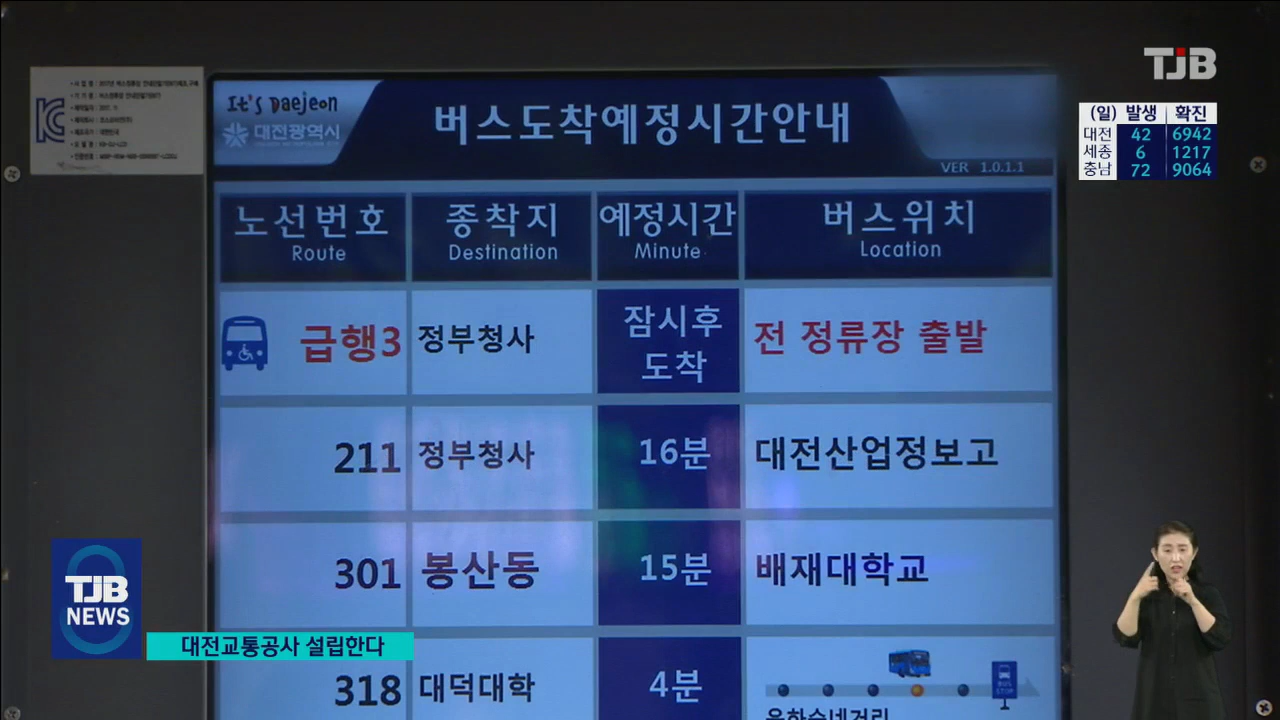 TJB
(일) 발생 확진
대전 42 6942
세종 6 1217
충남 72 9064
It's Daejeon
대전광역시
버스도착예정시간안내
VER 1.0.1.1
노선번호 종착지 예정시간 버스위치
Route Destination Minute Location
급행3 정부청사 잠시후 도착 전 정류장 출발
211 정부청사 16분 대전산업정보고
301 봉산동 15분 배재대학교
318 대덕대학 4분
BUS STOP
TJB
NEWS
8
대전교통공사 설립한다